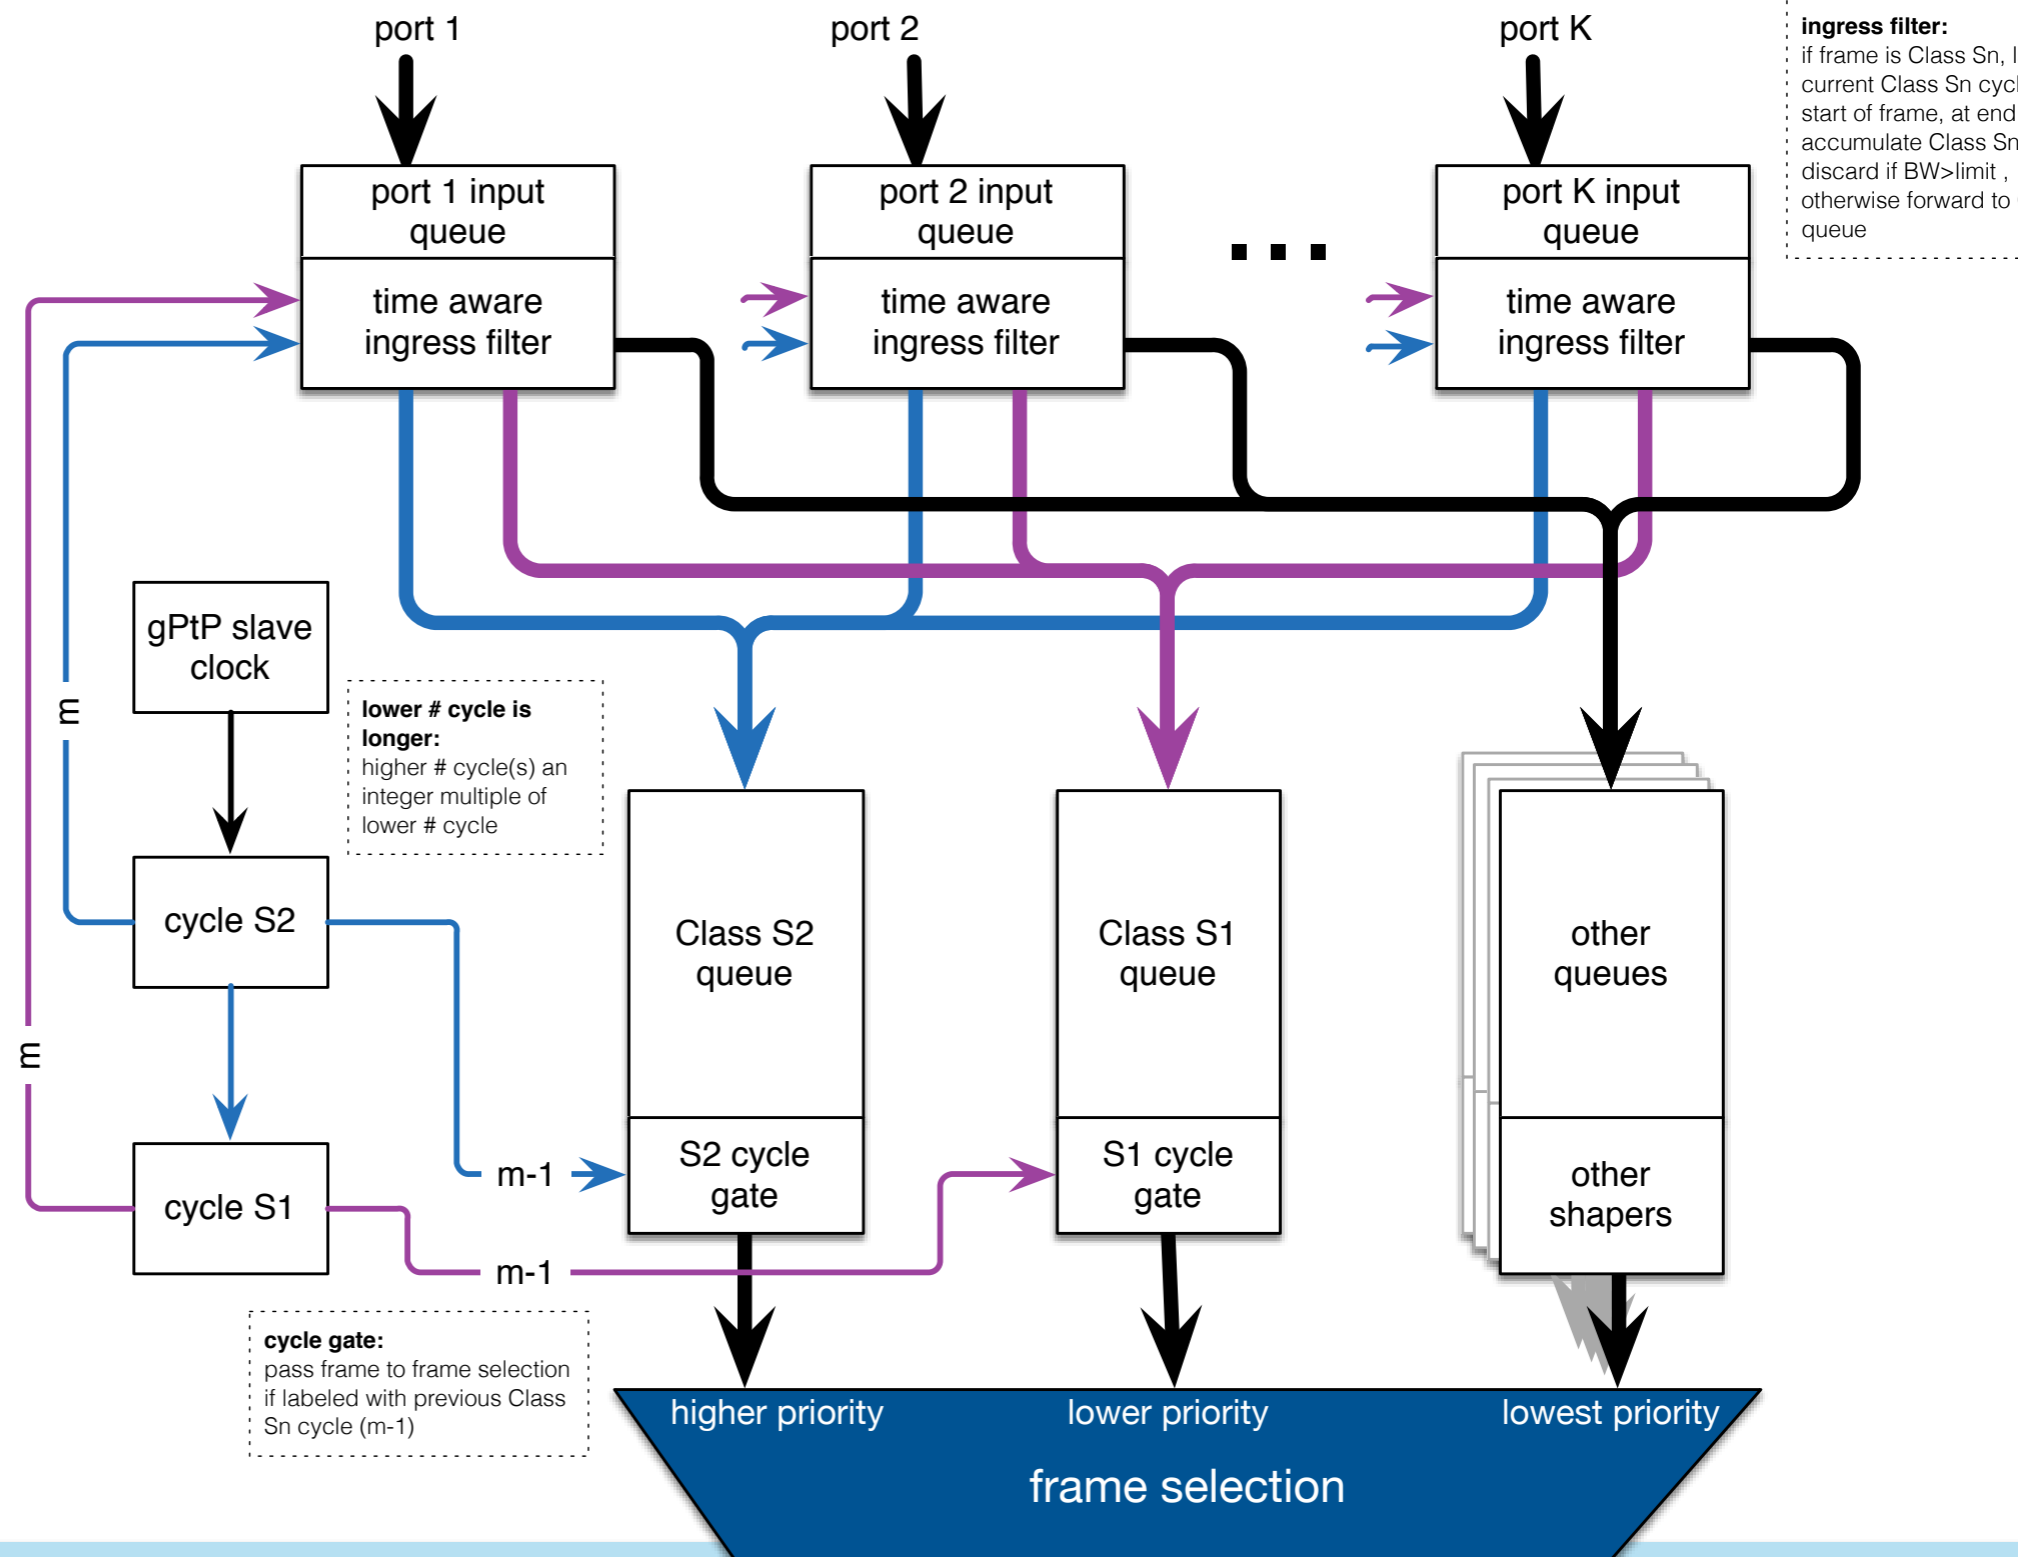 port 1
port 2
port K
ingress filter:
if frame is Class Sn,
current Class Sn
start of frame, at end
accumulate Class Sn
discard if BW>limit ,
otherwise forward to
queue
port 1 input
queue
port 2 input
queue
port K input
queue
...
time aware
ingress filter
time aware
ingress filter
time aware
ingress filter
gPtP slave
clock
m
lower # cycle is
longer:
higher # cycle(s) an
integer multiple of
lower # cycle
cycle S2
Class S2
queue
Class S1
queue
other
queues
m
cycle S1
m-1
S2 cycle
gate
S1 cycle
gate
other
shapers
m-1
cycle gate:
pass frame to frame selection
if labeled with previous Class
Sn cycle (m-1)
higher priority
lower priority
lowest priority
frame selection